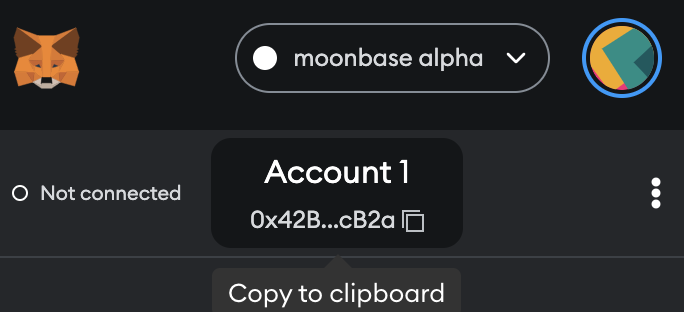 moonbase alpha
Not connected
Account 1
0x42B...cB2a
Copy to clipboard